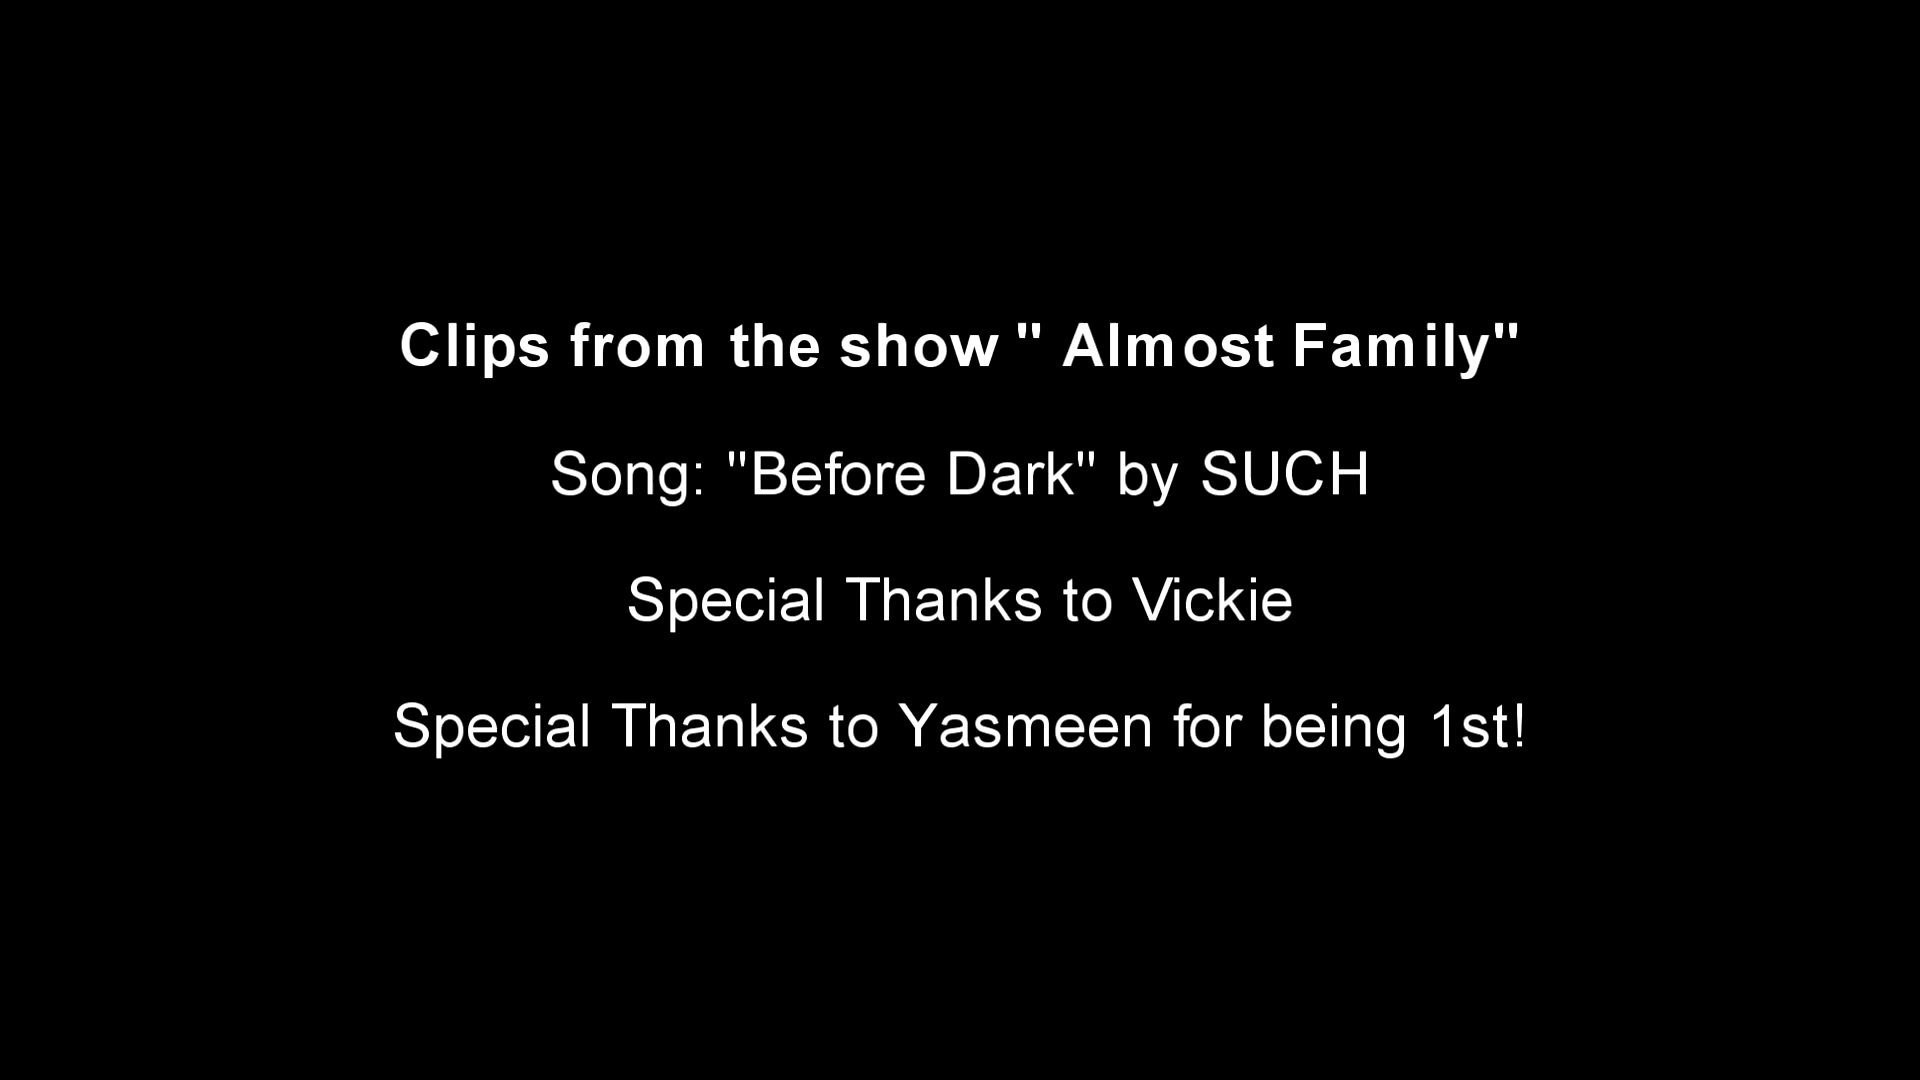 Clips from the show " Almost Family"
Song: "Before Dark" by SUCH
Special Thanks to Vickie
Special Thanks to Yasmeen for being 1st!